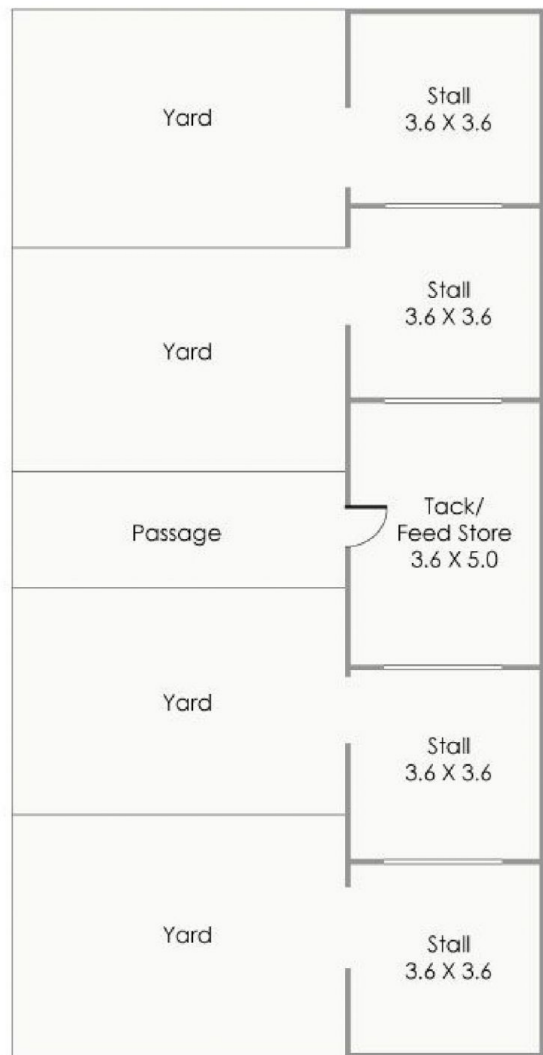 Yard
Stall
3.6 X 3.6
Stall
3.6 X 3.6
Yard
Passage
Tack/
Feed Store
3.6 X 5.0
Yard
Stall
3.6 X 3.6
Yard
Stall
3.6 X 3.6